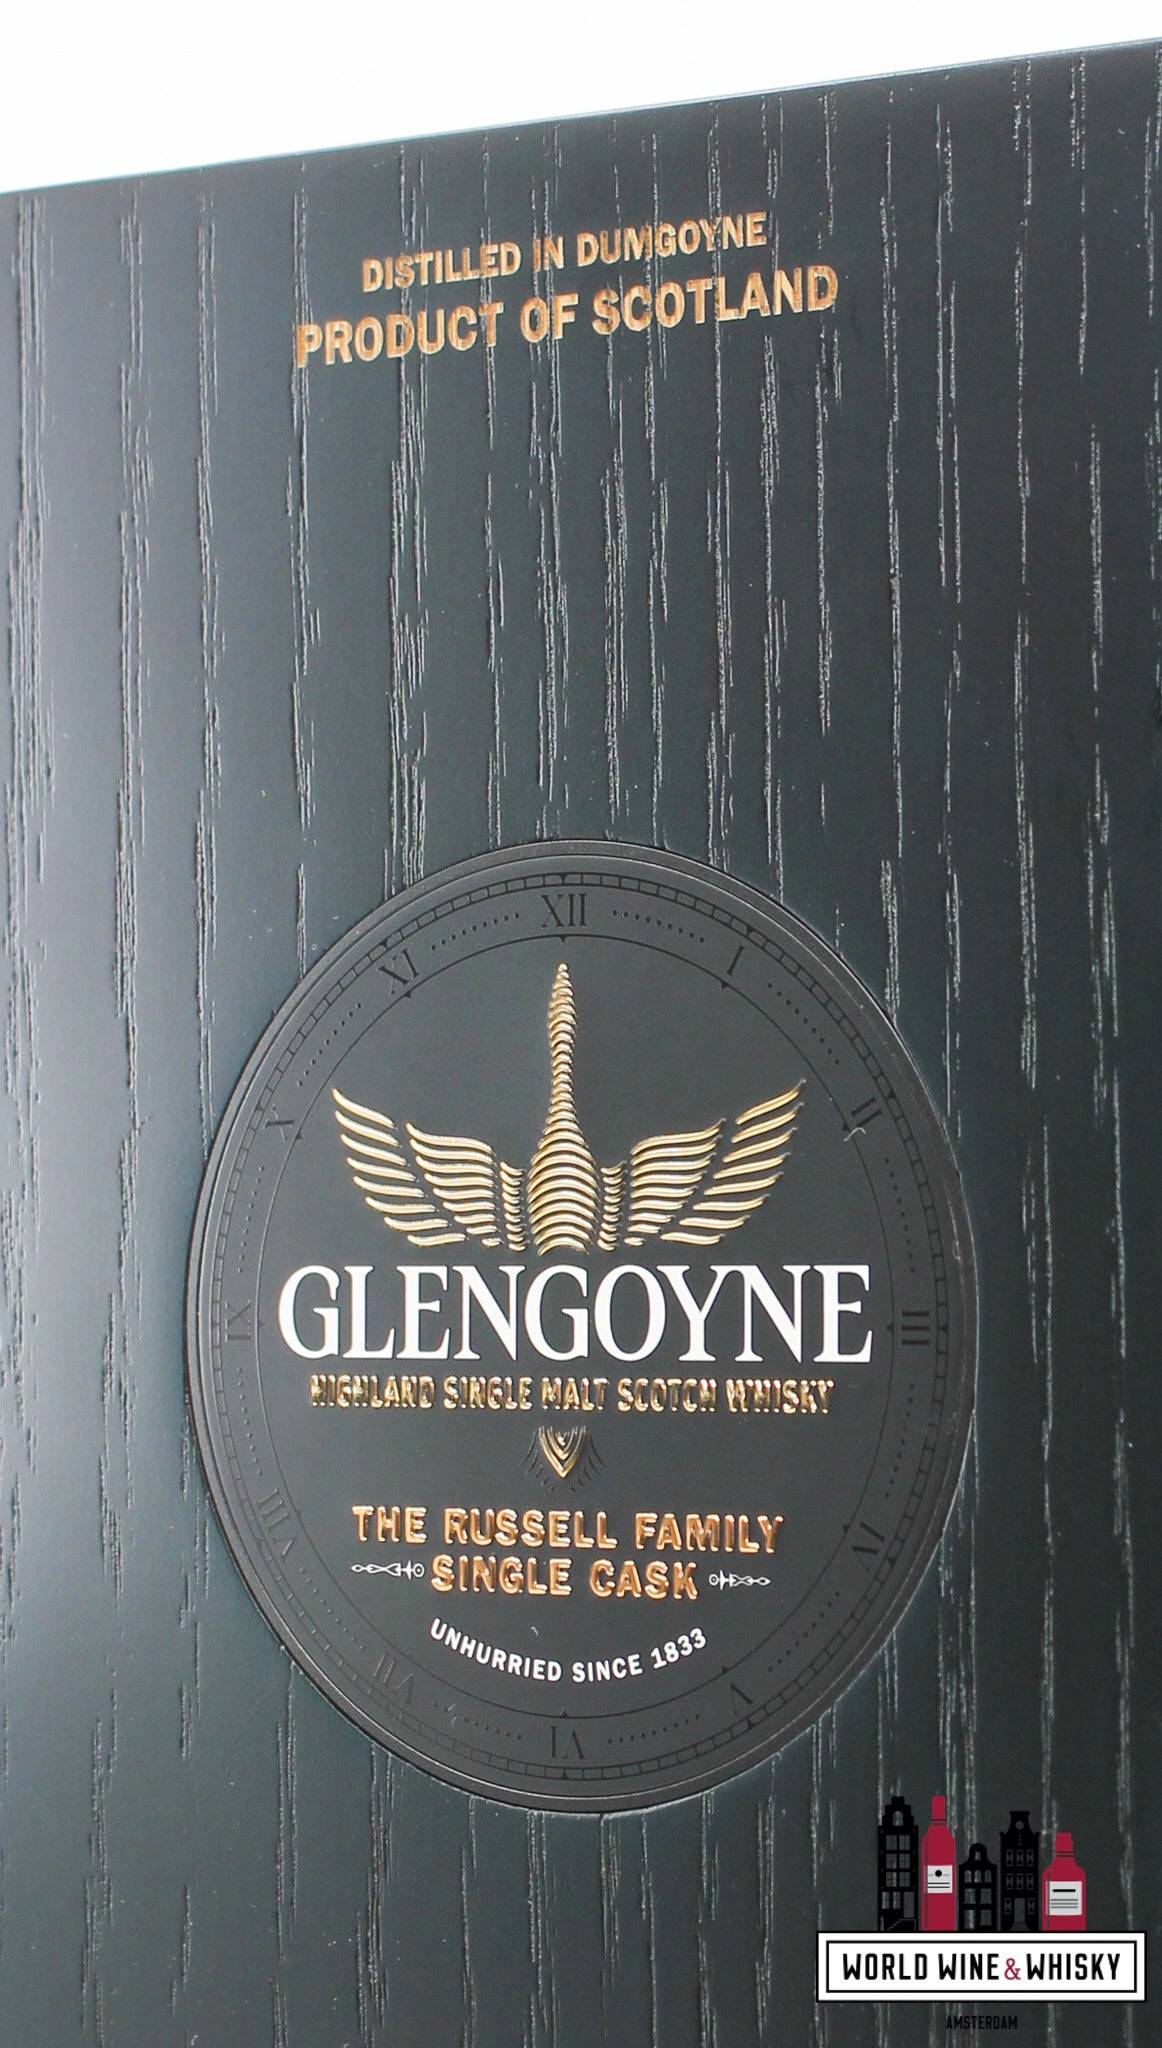 DISTILLED IN DUMGOYNE
PRODUCT OF SCOTLAND
XII
XI
I
X
II
IX
III
GLENGOYNE
HIGHLAND SINGLE MALT SCOTCH WHISKY
THE RUSSELL FAMILY
SINGLE CASK
UNHURRIED SINCE 1833
VIII
IV
VII
V
VI
WORLD WINE & WHISKY
AMSTERDAM